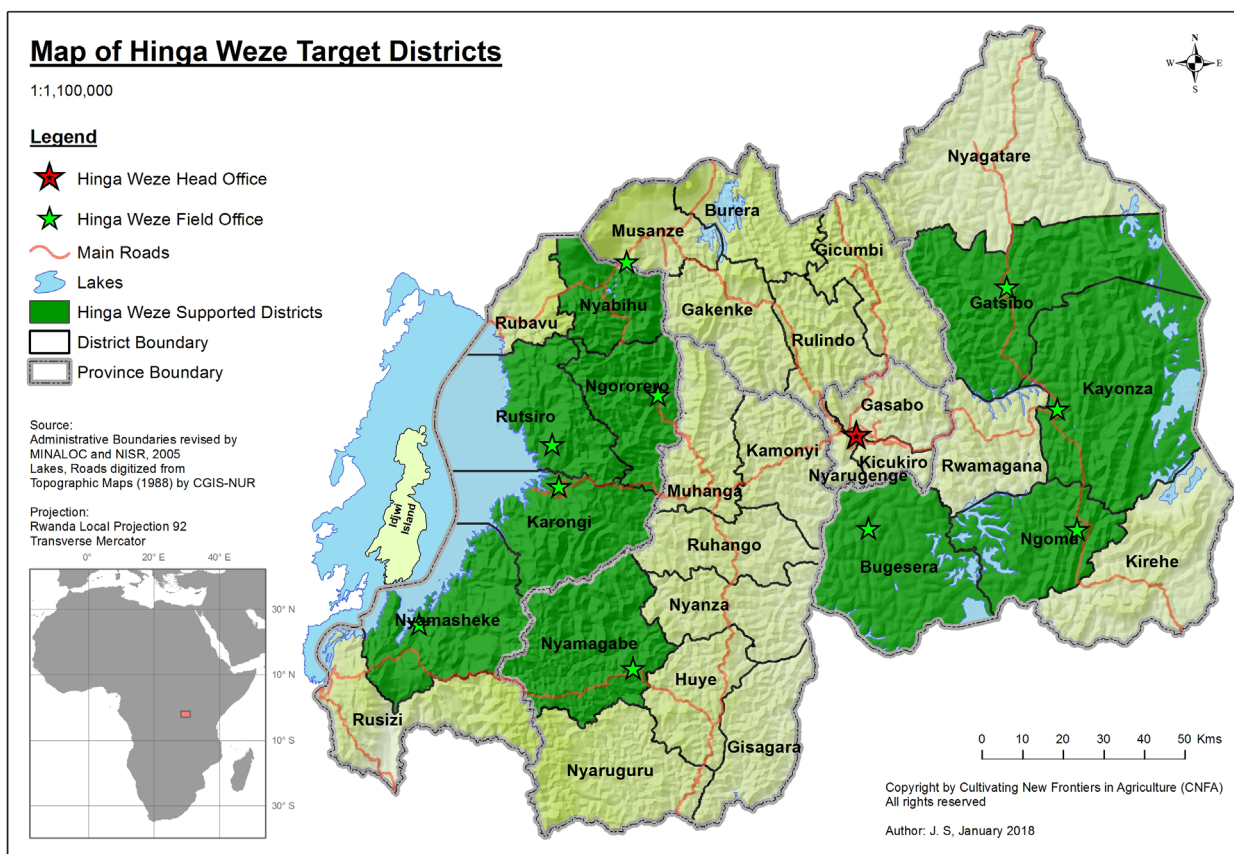 Map of Hinga Weze Target Districts
1:1,100,000
Legend
Hinga Weze Head Office
Hinga Weze Field Office
Main Roads
Lakes
Hinga Weze Supported Districts
District Boundary
Province Boundary
Source:
Administrative Boundaries revised by
MINALOC and NISR, 2005
Lakes, Roads digitized from
Topographic Maps (1988) by CGIS-NUR
Projection:
Rwanda Local Projection 92
Transverse Mercator
0° 20° E 40° E
30° N
10° N
10° S
30° S
N
W E
S
Nyagatare
Burera
Musanze
Gicumbi
Nyabihu
Gatsibo
Gakenke
Rubavu
Rulindo
Ngororero
Kayonza
Gasabo
Rutsiro
Kamonyi
Kicukiro
Rwamagana
Nyarugenge
Muhanga
Karongi
Idjwi
Island
Ruhango
Ngoma
Bugesera
Kirehe
Nyanza
Nyamasheke
Nyamagabe
Huye
Rusizi
Gisagara
Nyaruguru
0 10 20 30 40 50 Kms
Copyright by Cultivating New Frontiers in Agriculture (CNFA)
All rights reserved
Author: J. S, January 2018